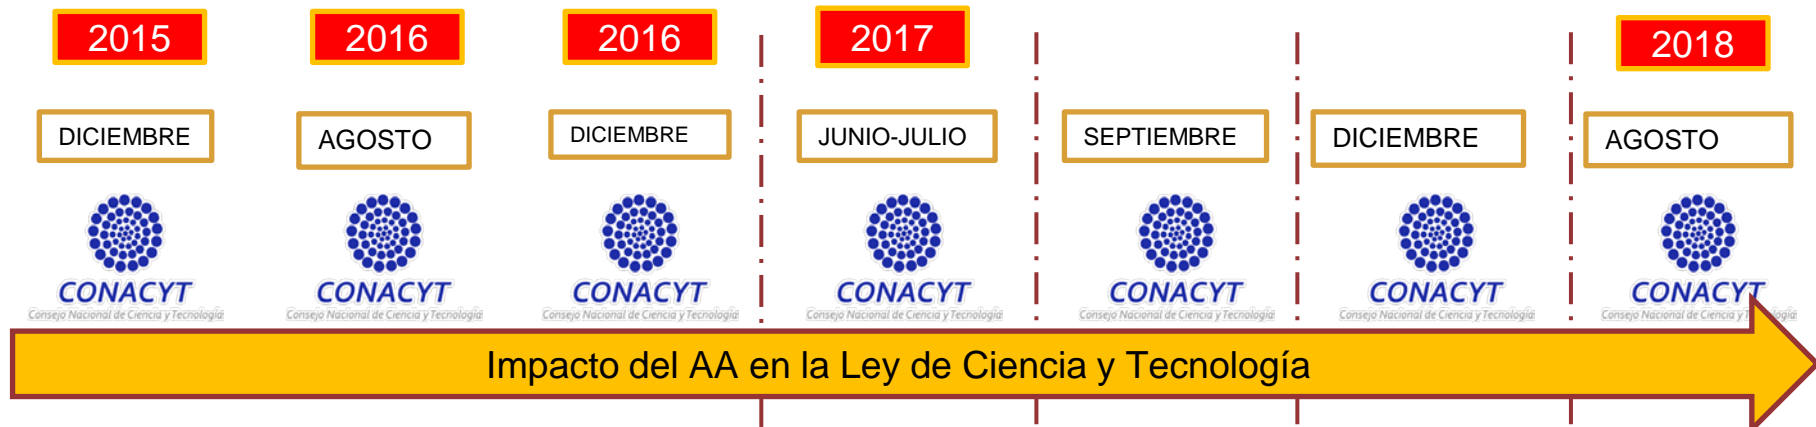 2015
2016
2016
2017
2018
DICIEMBRE
AGOSTO
DICIEMBRE
JUNIO-JULIO
SEPTIEMBRE
DICIEMBRE
AGOSTO
CONACYT
Consejo Nacional de Ciencia y Tecnología
CONACYT
Consejo Nacional de Ciencia y Tecnología
CONACYT
Consejo Nacional de Ciencia y Tecnología
CONACYT
Consejo Nacional de Ciencia y Tecnología
CONACYT
Consejo Nacional de Ciencia y Tecnología
CONACYT
Consejo Nacional de Ciencia y Tecnología
CONACYT
Consejo Nacional de Ciencia y Tecnología
Impacto del AA en la Ley de Ciencia y Tecnología